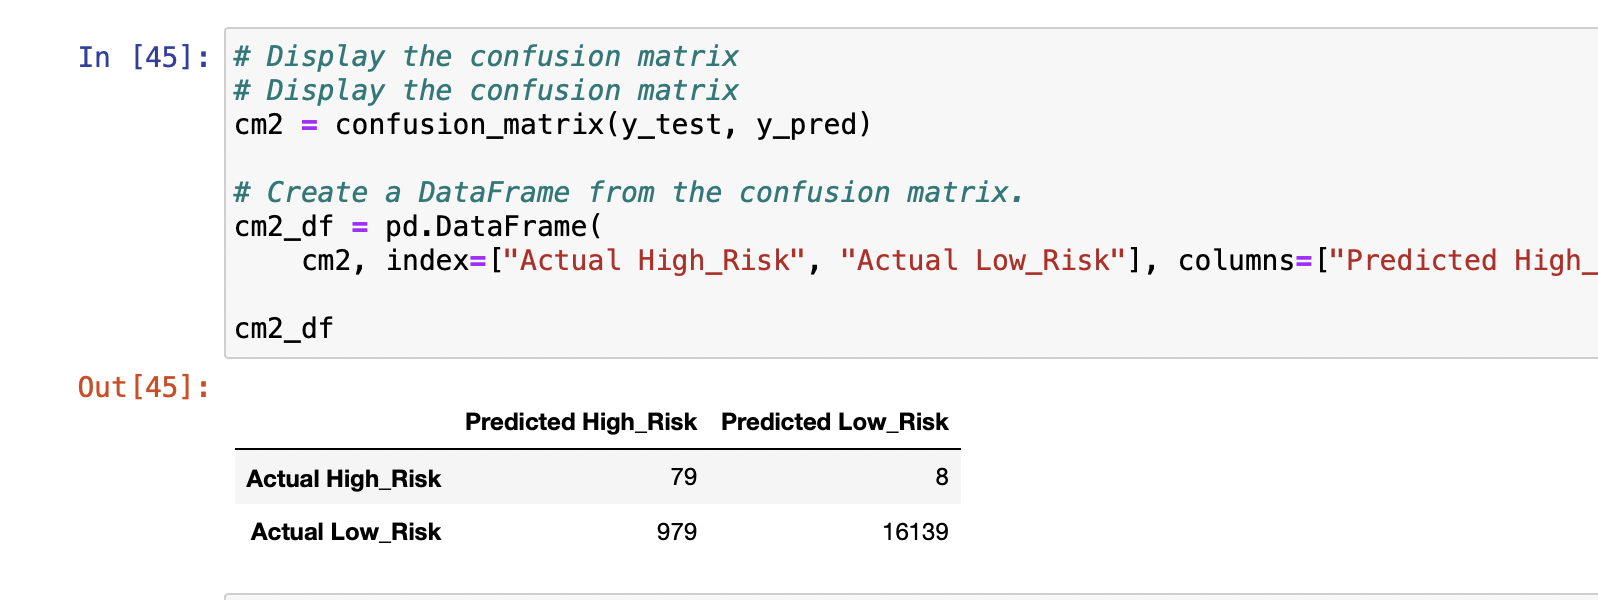 In [45]:
# Display the confusion matrix
# Display the confusion matrix
cm2 = confusion_matrix(y_test, y_pred)
# Create a DataFrame from the confusion matrix.
cm2_df = pd.DataFrame(
cm2, index=["Actual High_Risk", "Actual Low_Risk"], columns=["Predicted High_
cm2_df
Out[45]:
Predicted High_Risk Predicted Low_Risk
Actual High_Risk 79 8
Actual Low_Risk 979 16139